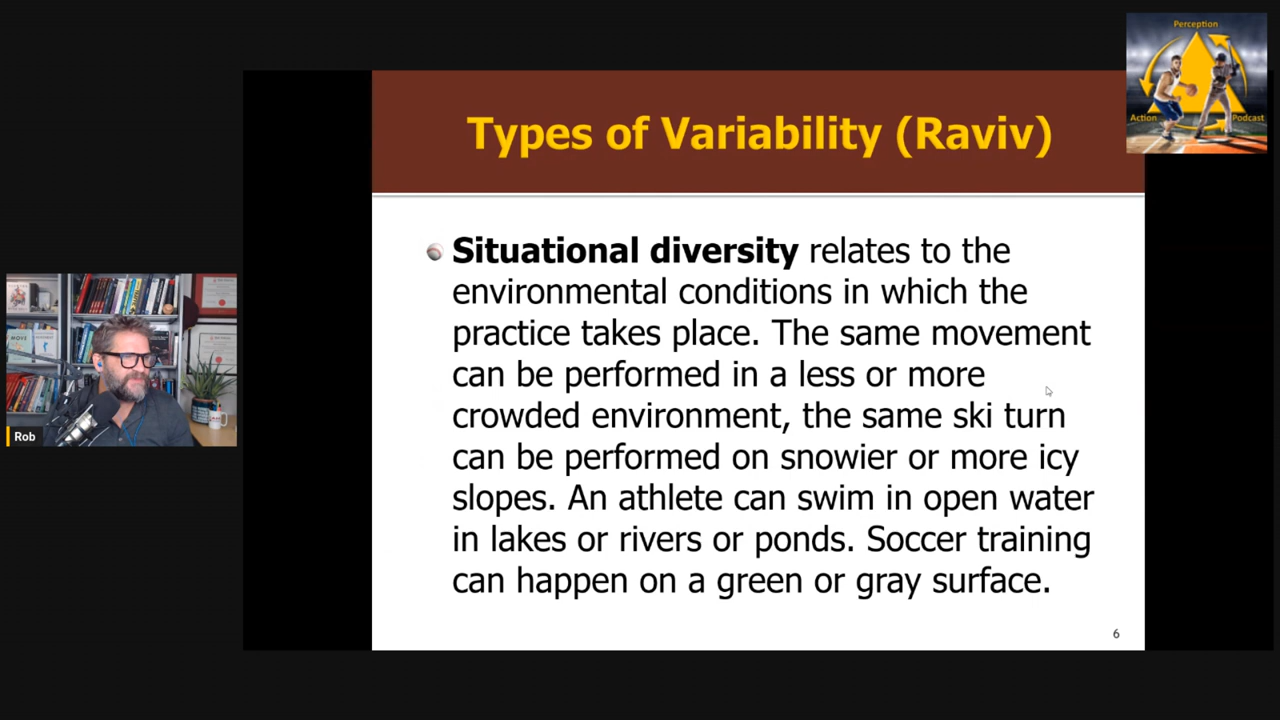 Perception
Action
Podcast
Types of Variability (Raviv)
Situational diversity relates to the
environmental conditions in which the
practice takes place. The same movement
can be performed in a less or more
crowded environment, the same ski turn
can be performed on snowier or more icy
slopes. An athlete can swim in open water
in lakes or rivers or ponds. Soccer training
can happen on a green or gray surface.
6
MOVE
Rob